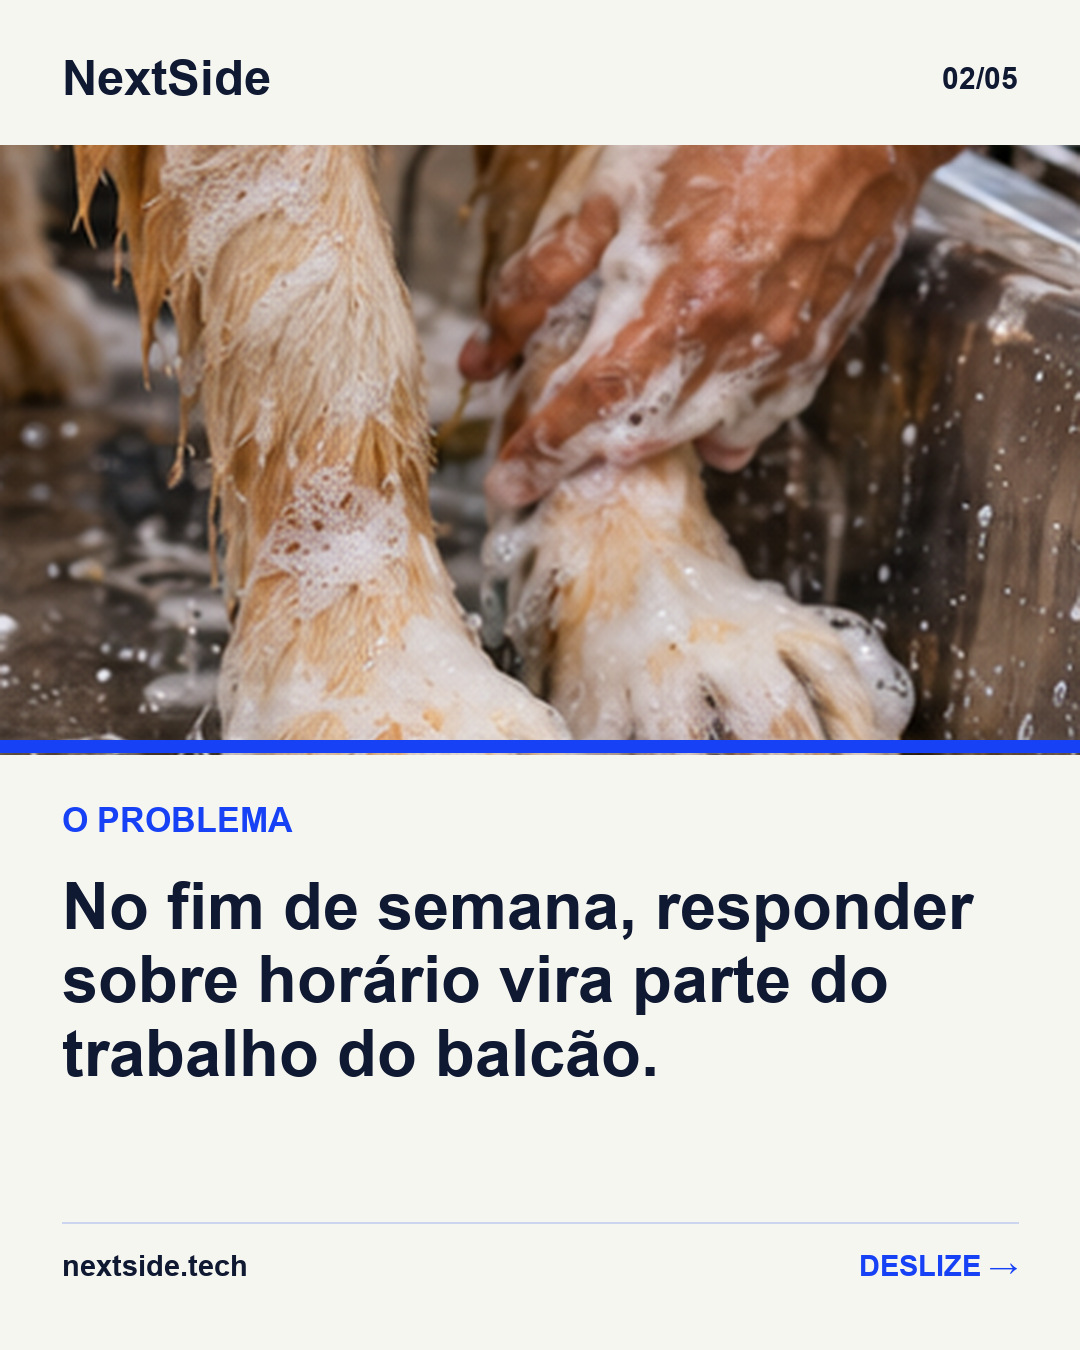 NextSide
02/05
O PROBLEMA
No fim de semana, responder
sobre horário vira parte do
trabalho do balcão.
nextside.tech
DESLIZE →